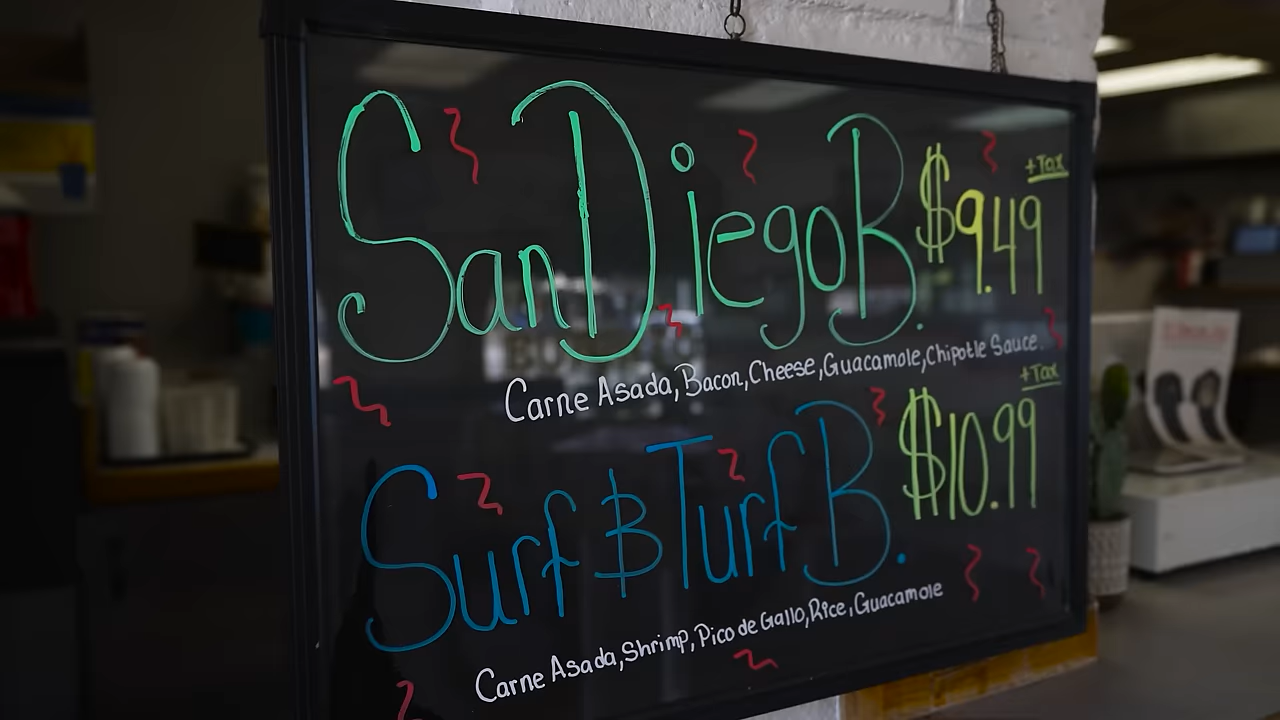 San Diego B. $9.49 +Tax
Carne Asada, Bacon, Cheese, Guacamole, Chipotle Sauce.
Surf & Turf B. $10.99 +Tax
Carne Asada, Shrimp, Pico de Gallo, Rice, Guacamole